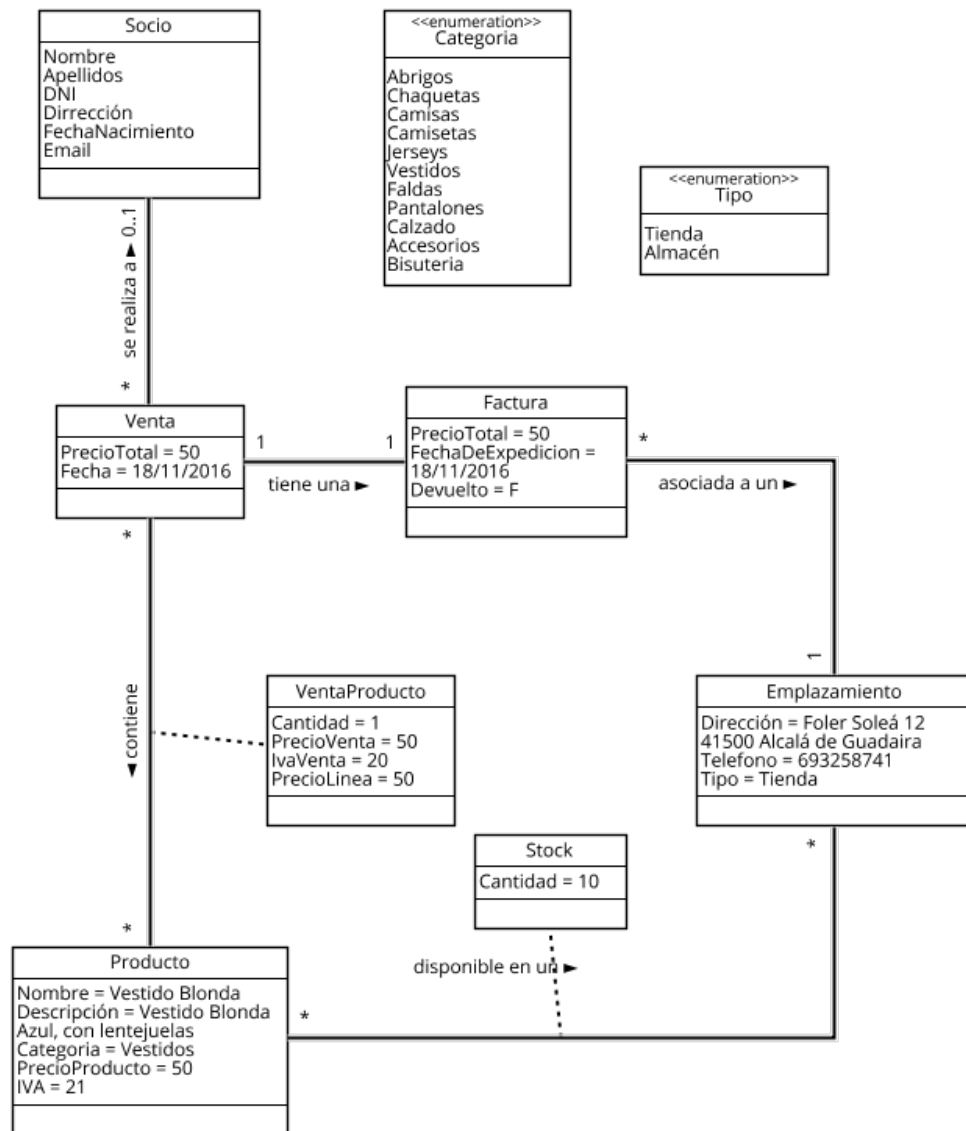 Socio
Nombre
Apellidos
DNI
Dirrección
FechaNacimiento
Email
<<enumeration>>
Categoria
Abrigos
Chaquetas
Camisas
Camisetas
Jerseys
Vestidos
Faldas
Pantalones
Calzado
Accesorios
Bisuteria
<<enumeration>>
Tipo
Tienda
Almacén
se realiza a ► 0..1
*
Venta
PrecioTotal = 50
Fecha = 18/11/2016
1
1
tiene una ►
Factura
PrecioTotal = 50
FechaDeExpedicion =
18/11/2016
Devuelto = F
*
asociada a un ►
1
*
◄ contiene
*
VentaProducto
Cantidad = 1
PrecioVenta = 50
IvaVenta = 20
PrecioLinea = 50
Emplazamiento
Dirección = Foler Soleá 12
41500 Alcalá de Guadaira
Telefono = 693258741
Tipo = Tienda
*
Stock
Cantidad = 10
disponible en un ►
*
Producto
Nombre = Vestido Blonda
Descripción = Vestido Blonda
Azul, con lentejuelas
Categoria = Vestidos
PrecioProducto = 50
IVA = 21